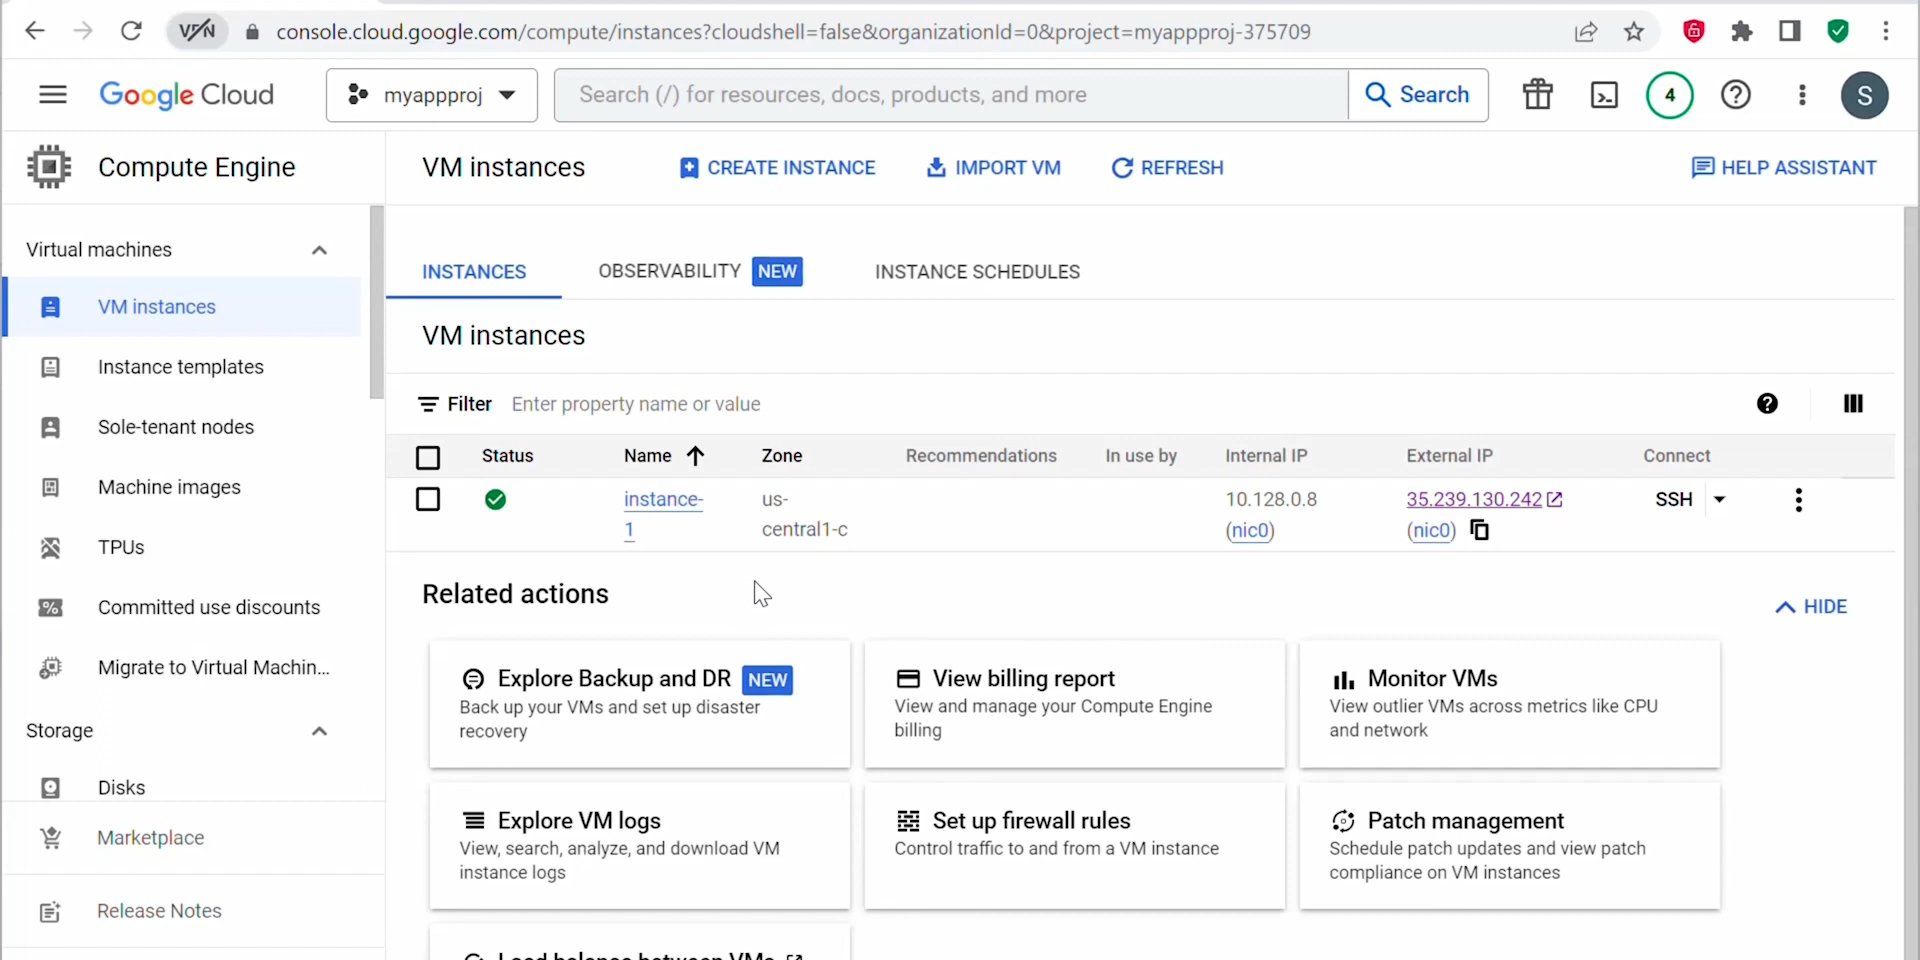 VPN
console.cloud.google.com/compute/instances?cloudshell=false&organizationId=0&project=myappproj-375709
Google Cloud
myappproj
Search (/) for resources, docs, products, and more
Search
4
S
Compute Engine
VM instances
CREATE INSTANCE
IMPORT VM
REFRESH
HELP ASSISTANT
Virtual machines
VM instances
Instance templates
Sole-tenant nodes
Machine images
TPUs
Committed use discounts
Migrate to Virtual Machin...
Storage
Disks
Marketplace
Release Notes
INSTANCES
OBSERVABILITY NEW
INSTANCE SCHEDULES
VM instances
Filter Enter property name or value
Status Name Zone Recommendations In use by Internal IP External IP Connect
instance- us- 10.128.0.8 35.239.130.242 SSH
1 central1-c (nic0) (nic0)
Related actions
HIDE
Explore Backup and DR NEW
Back up your VMs and set up disaster
recovery
View billing report
View and manage your Compute Engine
billing
Monitor VMs
View outlier VMs across metrics like CPU
and network
Explore VM logs
View, search, analyze, and download VM
instance logs
Set up firewall rules
Control traffic to and from a VM instance
Patch management
Schedule patch updates and view patch
compliance on VM instances
Load balance between VMs